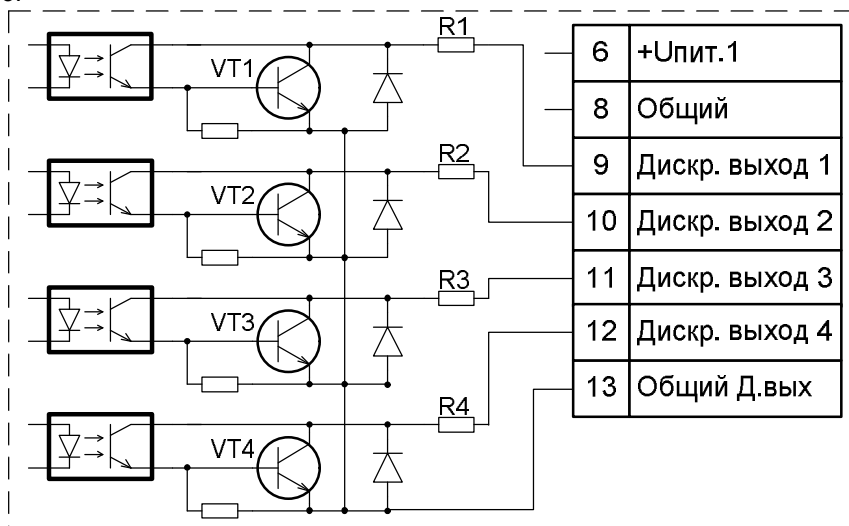 R1
VT1
6 +Uпит.1
8 Общий
R2
9 Дискр. выход 1
VT2
10 Дискр. выход 2
R3
11 Дискр. выход 3
VT3
12 Дискр. выход 4
13 Общий Д.вых
R4
VT4